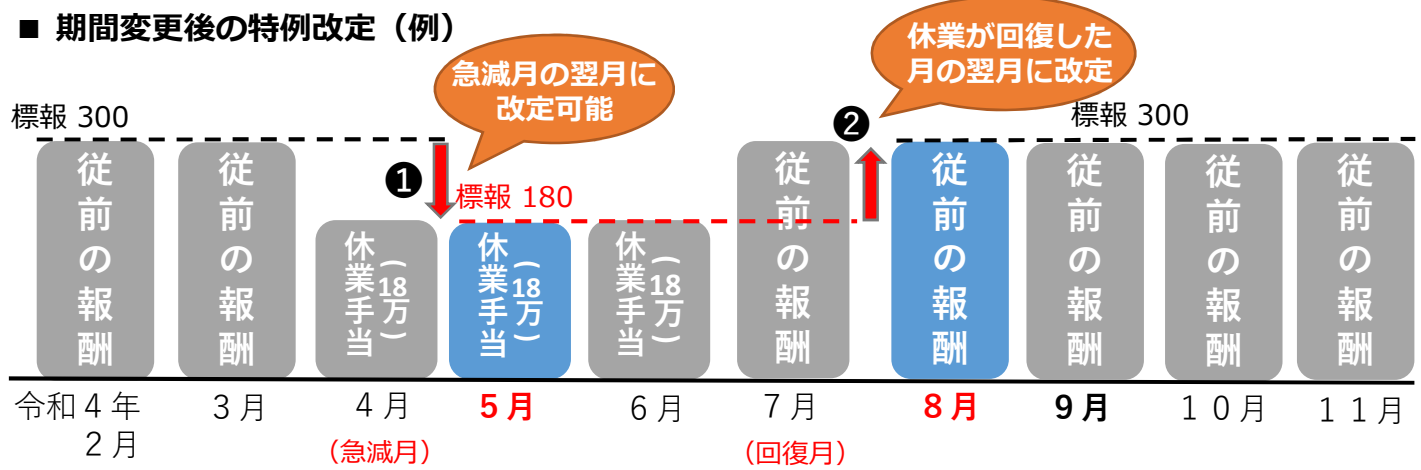 ■ 期間変更後の特例改定（例）
急減月の翌月に
改定可能
休業が回復した
月の翌月に改定
標報 300
標報 300
❶
❷
標報 180
従前の報酬
従前の報酬
休業手当
（18万）
休業手当
（18万）
休業手当
（18万）
従前の報酬
従前の報酬
従前の報酬
従前の報酬
従前の報酬
令和４年
２月
３月
４月
（急減月）
５月
６月
７月
（回復月）
８月
９月
１０月
１１月